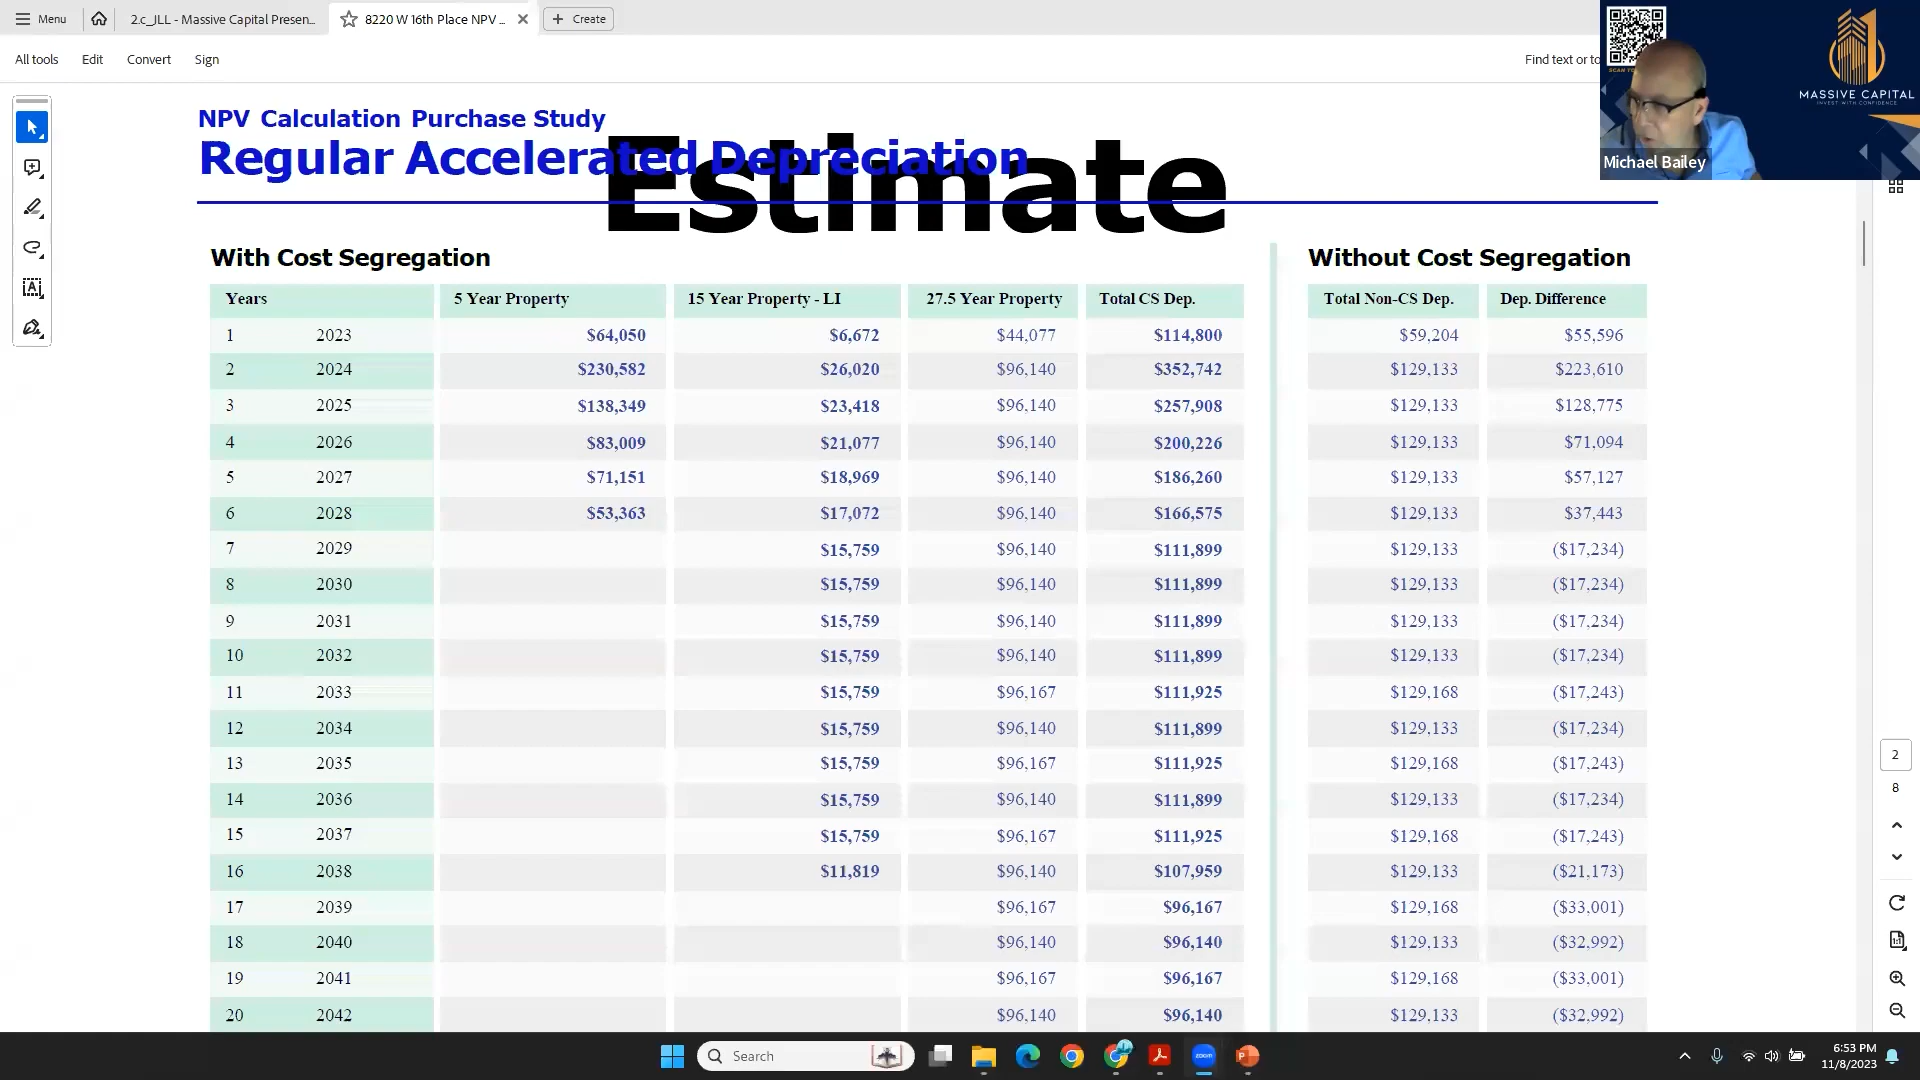 Menu
2.c_JLL - Massive Capital Presen...
8220 W 16th Place NPV ...
Create
All tools Edit Convert Sign
Find text or to
SCAN TO
MASSIVE CAPITAL
INVEST WITH CONFIDENCE
Michael Bailey
NPV Calculation Purchase Study
Regular Accelerated Depreciation
Estimate
With Cost Segregation
Without Cost Segregation
Years 5 Year Property 15 Year Property - LI 27.5 Year Property Total CS Dep. Total Non-CS Dep. Dep. Difference
1 2023 $64,050 $6,672 $44,077 $114,800 $59,204 $55,596
2 2024 $230,582 $26,020 $96,140 $352,742 $129,133 $223,610
3 2025 $138,349 $23,418 $96,140 $257,908 $129,133 $128,775
4 2026 $83,009 $21,077 $96,140 $200,226 $129,133 $71,094
5 2027 $71,151 $18,969 $96,140 $186,260 $129,133 $57,127
6 2028 $53,363 $17,072 $96,140 $166,575 $129,133 $37,443
7 2029 $15,759 $96,140 $111,899 $129,133 ($17,234)
8 2030 $15,759 $96,140 $111,899 $129,133 ($17,234)
9 2031 $15,759 $96,140 $111,899 $129,133 ($17,234)
10 2032 $15,759 $96,140 $111,899 $129,133 ($17,234)
11 2033 $15,759 $96,167 $111,925 $129,168 ($17,243)
12 2034 $15,759 $96,140 $111,899 $129,133 ($17,234)
13 2035 $15,759 $96,167 $111,925 $129,168 ($17,243)
14 2036 $15,759 $96,140 $111,899 $129,133 ($17,234)
15 2037 $15,759 $96,167 $111,925 $129,168 ($17,243)
16 2038 $11,819 $96,140 $107,959 $129,133 ($21,173)
17 2039 $96,167 $96,167 $129,168 ($33,001)
18 2040 $96,140 $96,140 $129,133 ($32,992)
19 2041 $96,167 $96,167 $129,168 ($33,001)
20 2042 $96,140 $96,140 $129,133 ($32,992)
2
8
Search
zoom
6:53 PM
11/8/2023